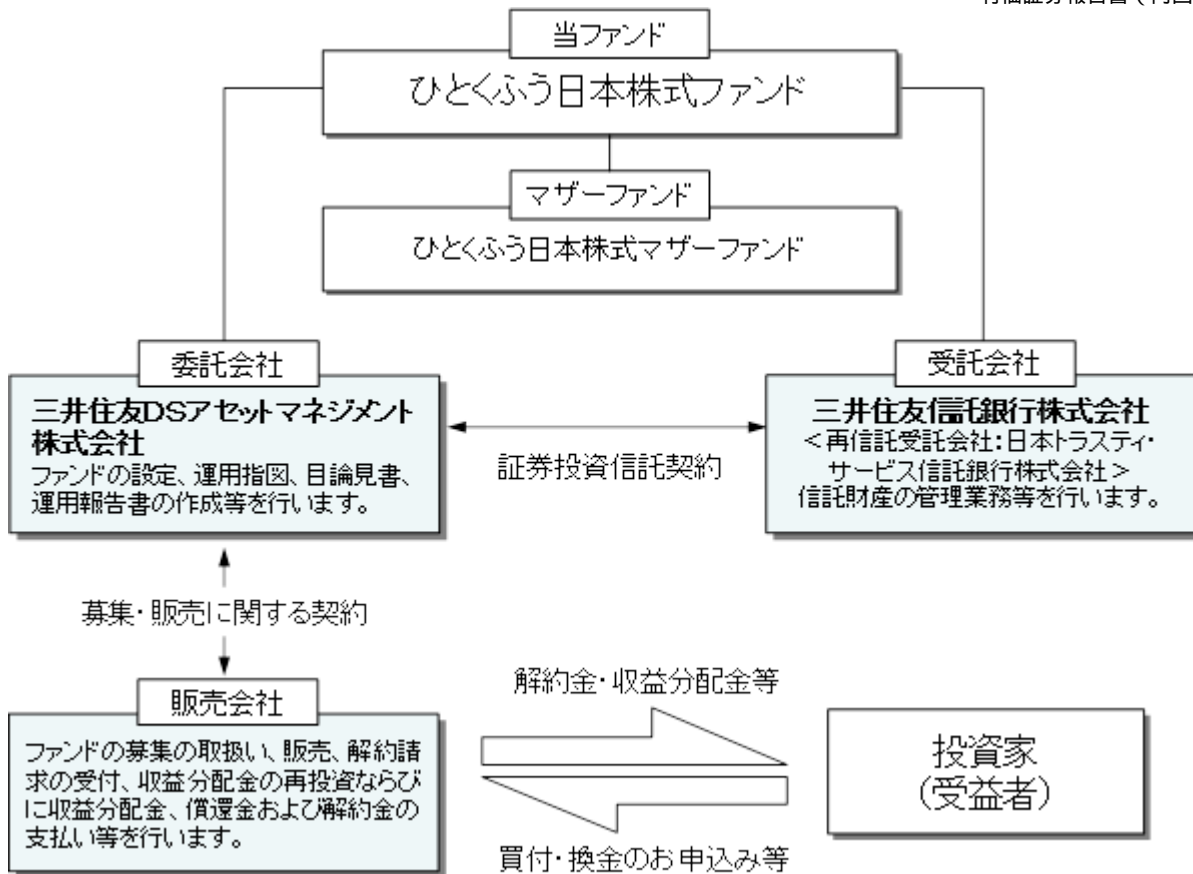 当ファンド
ひとくふう日本株式ファンド
マザーファンド
ひとくふう日本株式マザーファンド
委託会社
三井住友DSアセットマネジメント
株式会社
ファンドの設定、運用指図、目論見書、
運用報告書の作成等を行います。
証券投資信託契約
受託会社
三井住友信託銀行株式会社
<再信託受託会社:日本トラスティ・
サービス信託銀行株式会社>
信託財産の管理業務等を行います。
募集・販売に関する契約
販売会社
ファンドの募集の取扱い、販売、解約請
求の受付、収益分配金の再投資ならび
に収益分配金、償還金および解約金の
支払い等を行います。
解約金・収益分配金等
買付・換金のお申込み等
投資家
(受益者)